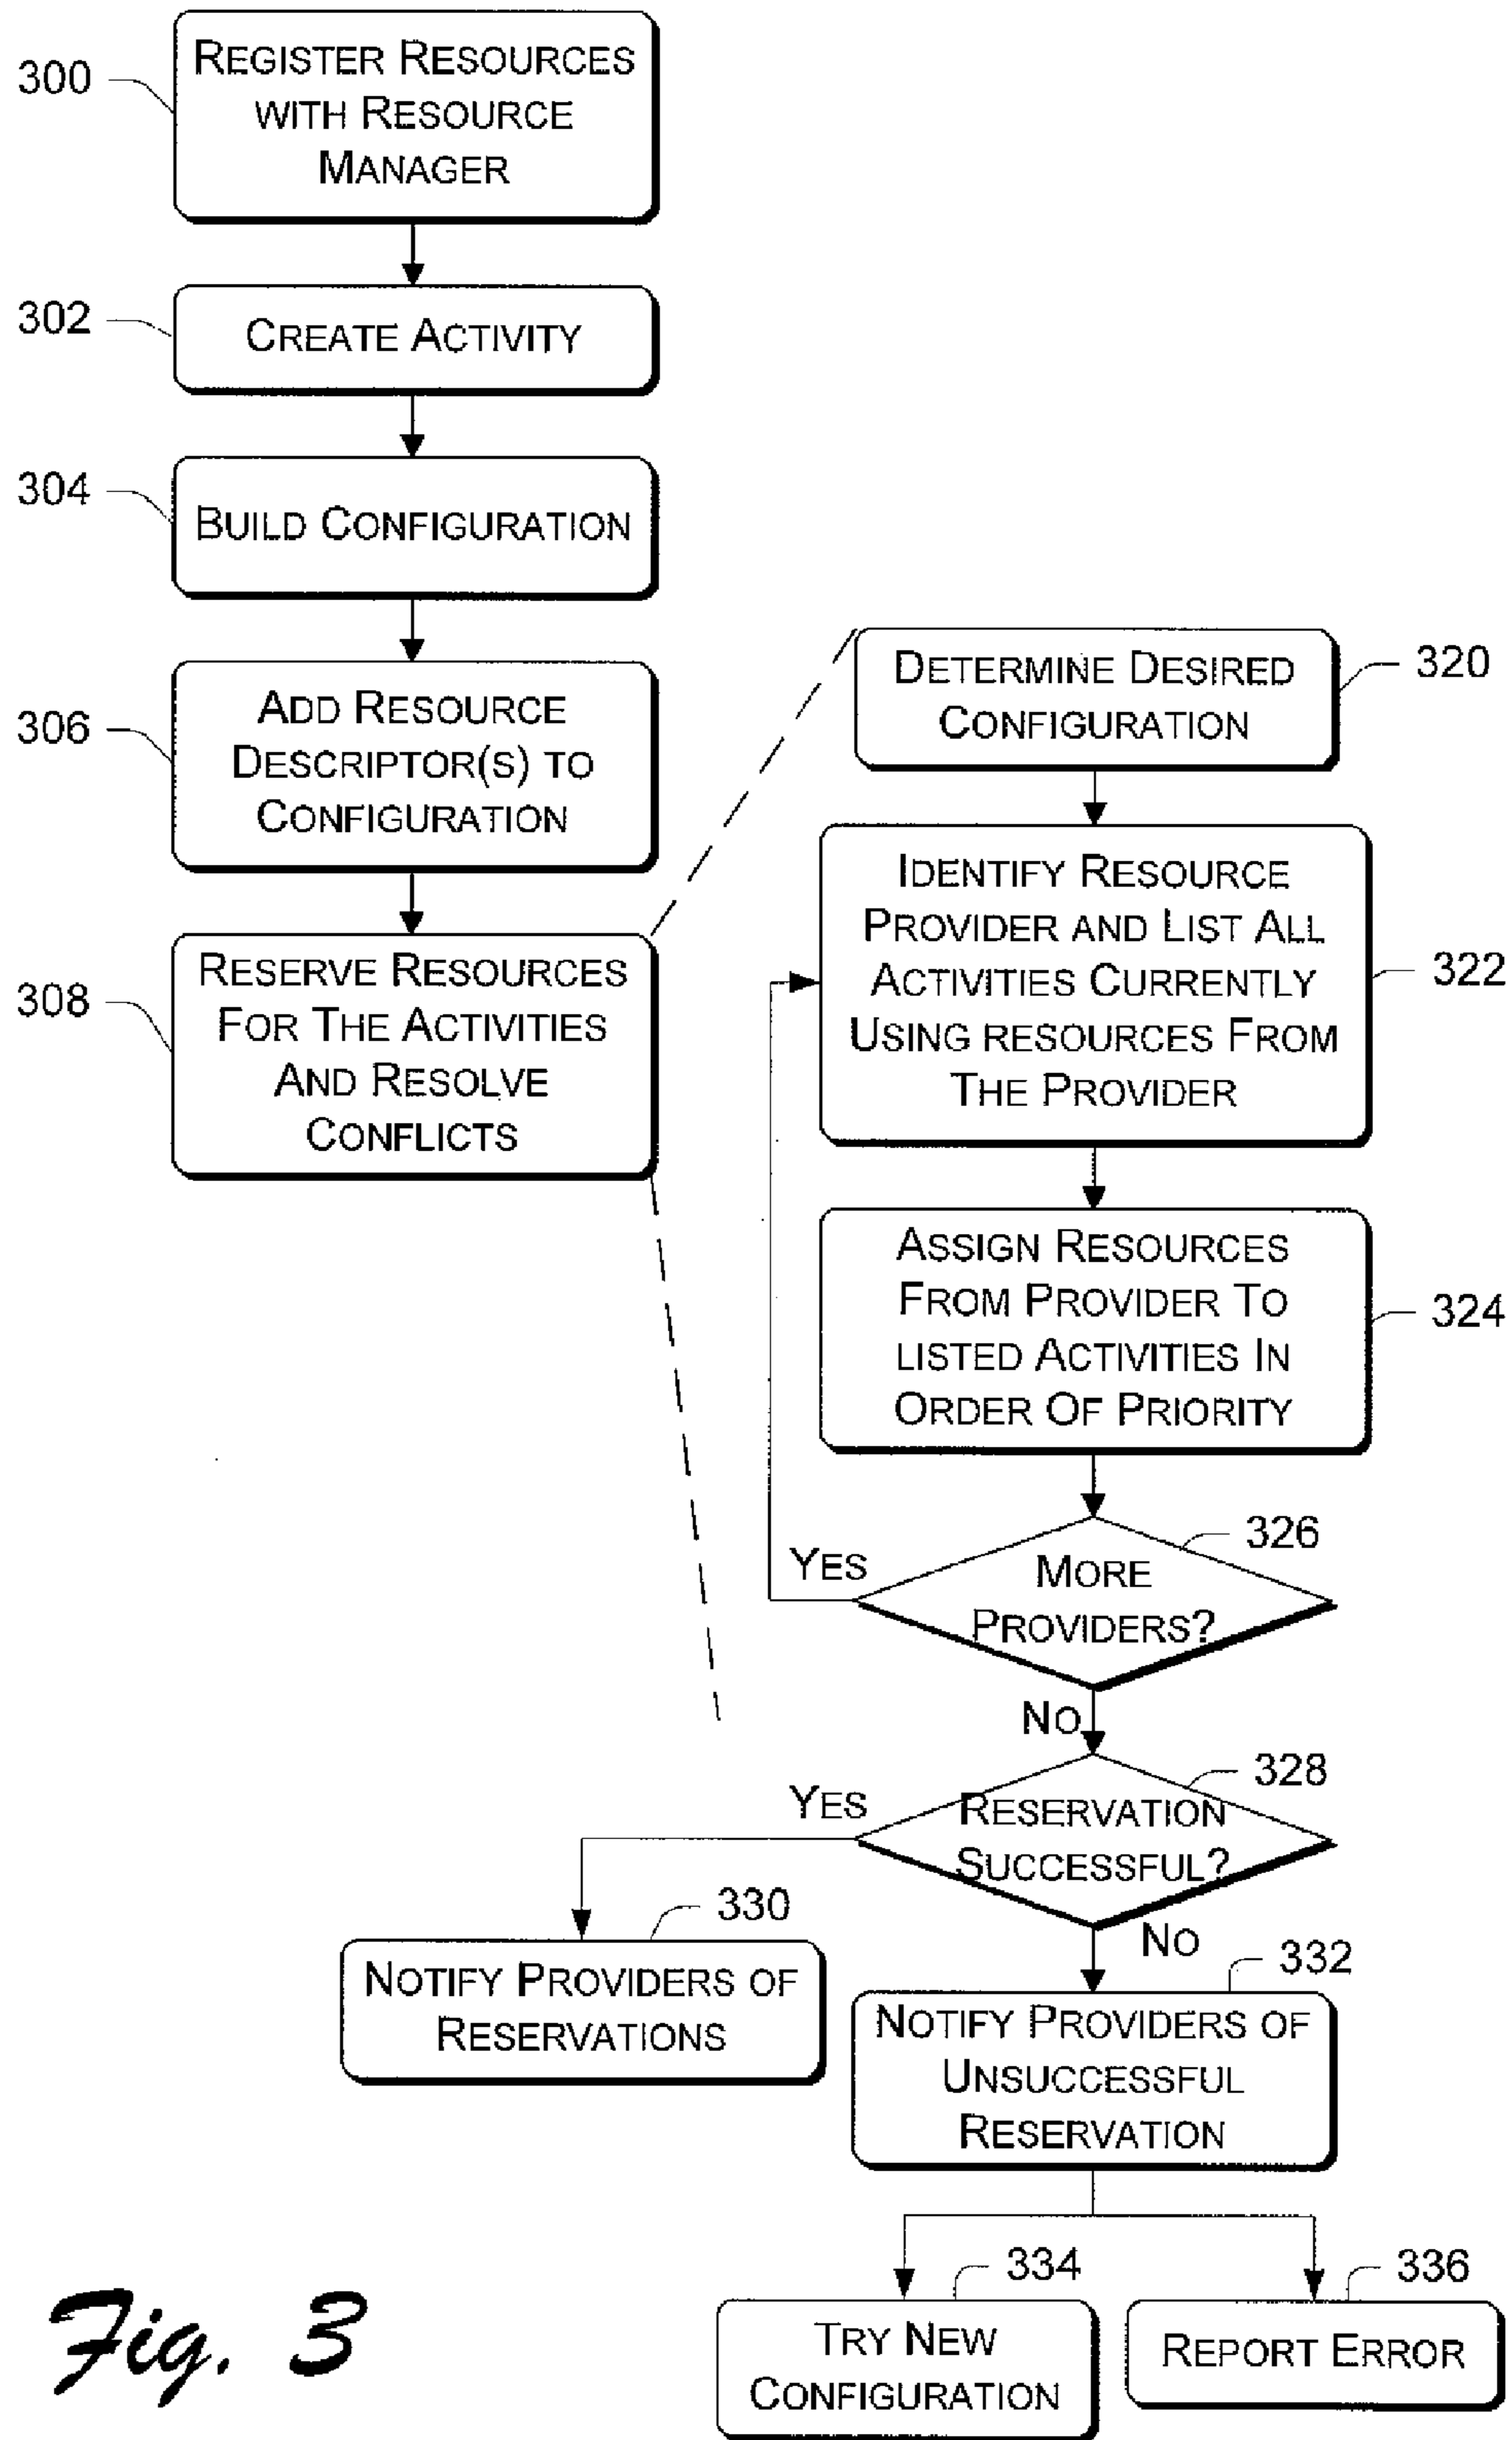 300
REGISTER RESOURCES
WITH RESOURCE
MANAGER
302
CREATE ACTIVITY
304
BUILD CONFIGURATION
306
ADD RESOURCE
DESCRIPTOR(S) TO
CONFIGURATION
308
RESERVE RESOURCES
FOR THE ACTIVITIES
AND RESOLVE
CONFLICTS
DETERMINE DESIRED
CONFIGURATION
320
IDENTIFY RESOURCE
PROVIDER AND LIST ALL
ACTIVITIES CURRENTLY
USING RESOURCES FROM
THE PROVIDER
322
ASSIGN RESOURCES
FROM PROVIDER TO
LISTED ACTIVITIES IN
ORDER OF PRIORITY
324
326
YES
MORE
PROVIDERS?
NO
328
YES
RESERVATION
SUCCESSFUL?
NO
330
NOTIFY PROVIDERS OF
RESERVATIONS
332
NOTIFY PROVIDERS OF
UNSUCCESSFUL
RESERVATION
334
TRY NEW
CONFIGURATION
336
REPORT ERROR
Fig. 3